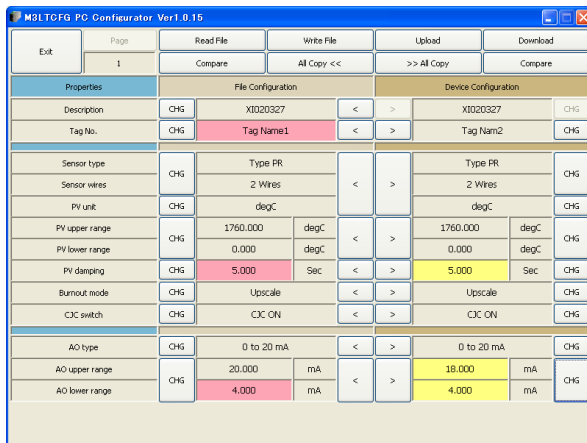 M3LTCFG PC Configurator Ver1.0.15
Exit Page Read File Write File Upload Download
1 Compare All Copy << >> All Copy Compare
Properties File Configuration Device Configuration
Description CHG XI020327 < > XI020327 CHG
Tag No. CHG Tag Name1 < > Tag Nam2 CHG
Sensor type CHG Type PR < > Type PR CHG
Sensor wires 2 Wires 2 Wires
PV unit CHG degC degC CHG
PV upper range CHG 1760.000 degC < > 1760.000 degC CHG
PV lower range 0.000 degC 0.000 degC
PV damping CHG 5.000 Sec < > 5.000 Sec CHG
Burnout mode CHG Upscale < > Upscale CHG
CJC switch CHG CJC ON < > CJC ON CHG
AO type CHG 0 to 20 mA < > 0 to 20 mA CHG
AO upper range CHG 20.000 mA < > 18.000 mA CHG
AO lower range 4.000 mA 4.000 mA